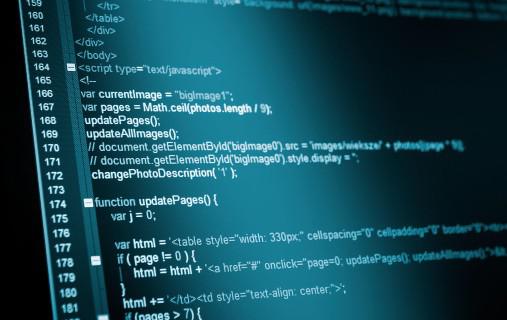 159 </tr>
160 </table>
161 </div>
162 </div>
163 </body>
164 <script type="text/javascript">
165 <!--
166 var currentImage = "bigImage1";
167 var pages = Math.ceil(photos.length / 9);
168 updatePages();
169 updateAllImages();
170 // document.getElementById('bigImage0').src = 'images/wieksze/' + photos[(page * 9)];
171 // document.getElementById('bigImage0').style.display = '';
172 changePhotoDescription( '1' );
173
174 function updatePages() {
175 var j = 0;
176
177 var html = '<table style="width: 330px;" cellspacing="0" cellpadding="0" border="0"><tr>
178 if ( page != 0 ) {
179 html = html + '<a href="#" onclick="page=0; updatePages(); updateAllImages();">
180 }
181 html += '</td><td style="text-align: center;">';
if (pages > 7) {